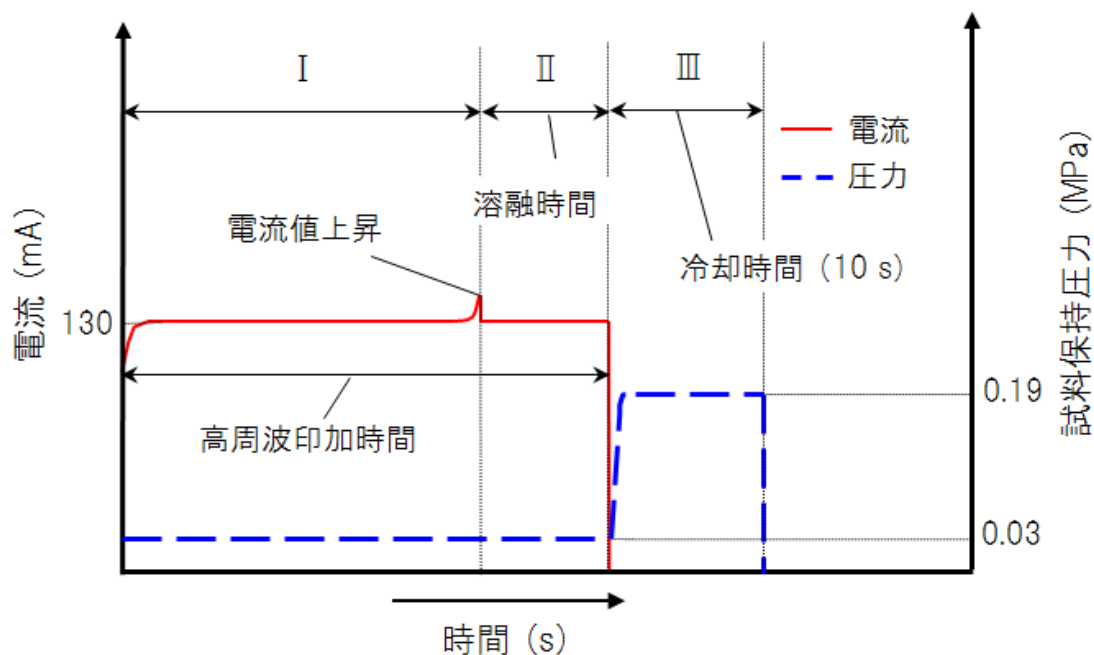 Ⅰ
Ⅱ
Ⅲ
電流
圧力
溶融時間
電流値上昇
冷却時間 (10 s)
電流 (mA)
130
高周波印加時間
0.19
0.03
試料保持圧力 (MPa)
時間 (s)